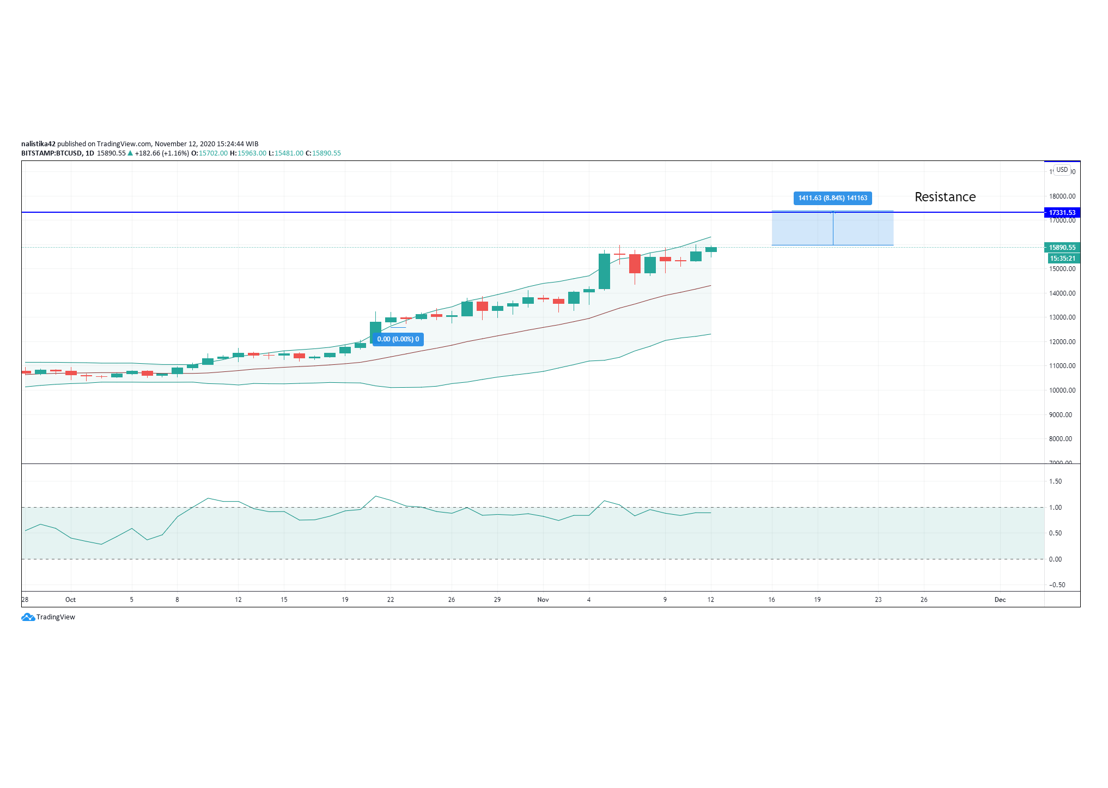 nalistika42 published on TradingView.com, November 12, 2020 15:24:44 WIB
BITSTAMP:BTCUSD, 1D 15890.55 ▲ +182.66 (+1.16%) O:15702.00 H:15963.00 L:15481.00 C:15890.55
USD
1411.63 (8.84%) 141163
Resistance
18000.00
17331.53
17000.00
15890.55
15:35:21
15000.00
14000.00
13000.00
0.00 (0.00%) 0
12000.00
11000.00
10000.00
9000.00
8000.00
7000.00
1.50
1.00
0.50
0.00
−0.50
28 Oct 5 8 12 15 19 22 26 29 Nov 4 9 12 16 19 23 26 Dec
TradingView